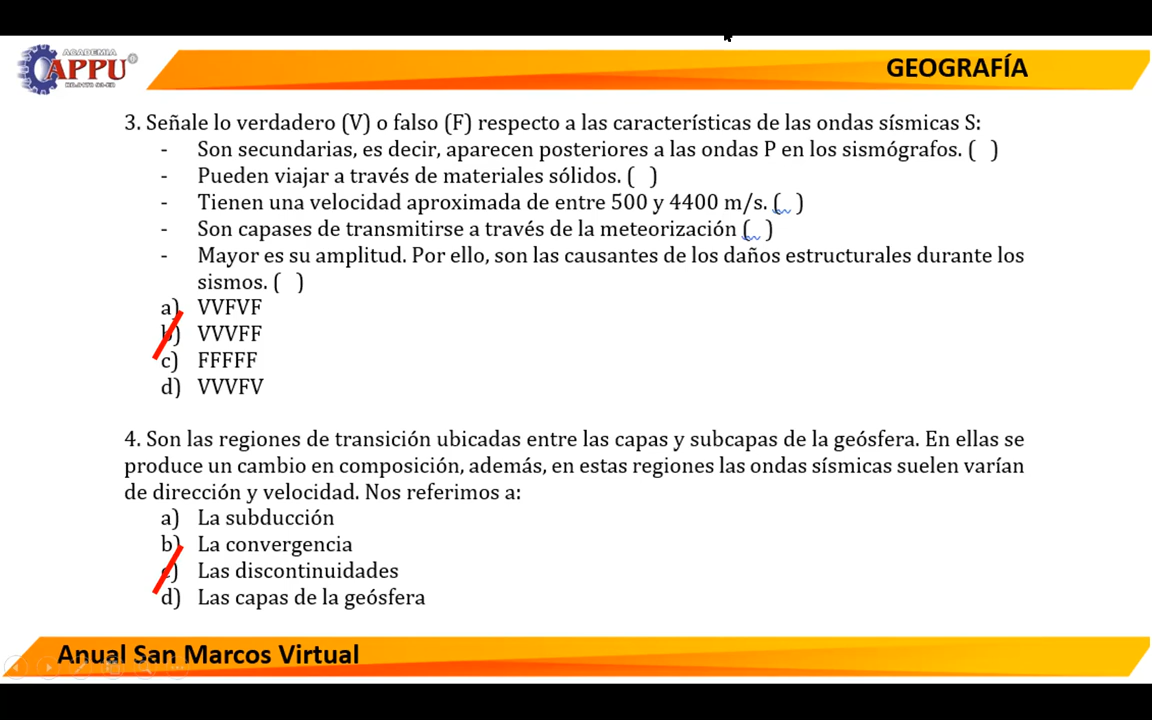 ACADEMIA
APPU
GEOGRAFÍA
3. Señale lo verdadero (V) o falso (F) respecto a las características de las ondas sísmicas S:
- Son secundarias, es decir, aparecen posteriores a las ondas P en los sismógrafos. ( )
- Pueden viajar a través de materiales sólidos. ( )
- Tienen una velocidad aproximada de entre 500 y 4400 m/s. ( )
- Son capases de transmitirse a través de la meteorización ( )
- Mayor es su amplitud. Por ello, son las causantes de los daños estructurales durante los
sismos. ( )
a) VVFVF
b) VVVFF
c) FFFFF
d) VVVFV
4. Son las regiones de transición ubicadas entre las capas y subcapas de la geósfera. En ellas se
produce un cambio en composición, además, en estas regiones las ondas sísmicas suelen varían
de dirección y velocidad. Nos referimos a:
a) La subducción
b) La convergencia
c) Las discontinuidades
d) Las capas de la geósfera
Anual San Marcos Virtual